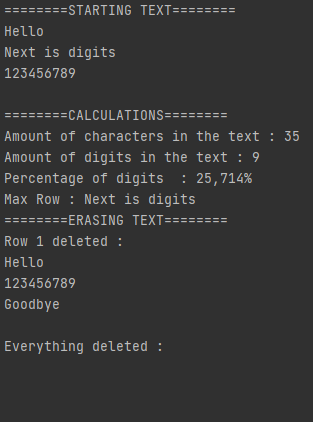 ========STARTING TEXT========
Hello
Next is digits
123456789
========CALCULATIONS========
Amount of characters in the text : 35
Amount of digits in the text : 9
Percentage of digits  : 25,714%
Max Row : Next is digits
========ERASING TEXT========
Row 1 deleted :
Hello
123456789
Goodbye
Everything deleted :